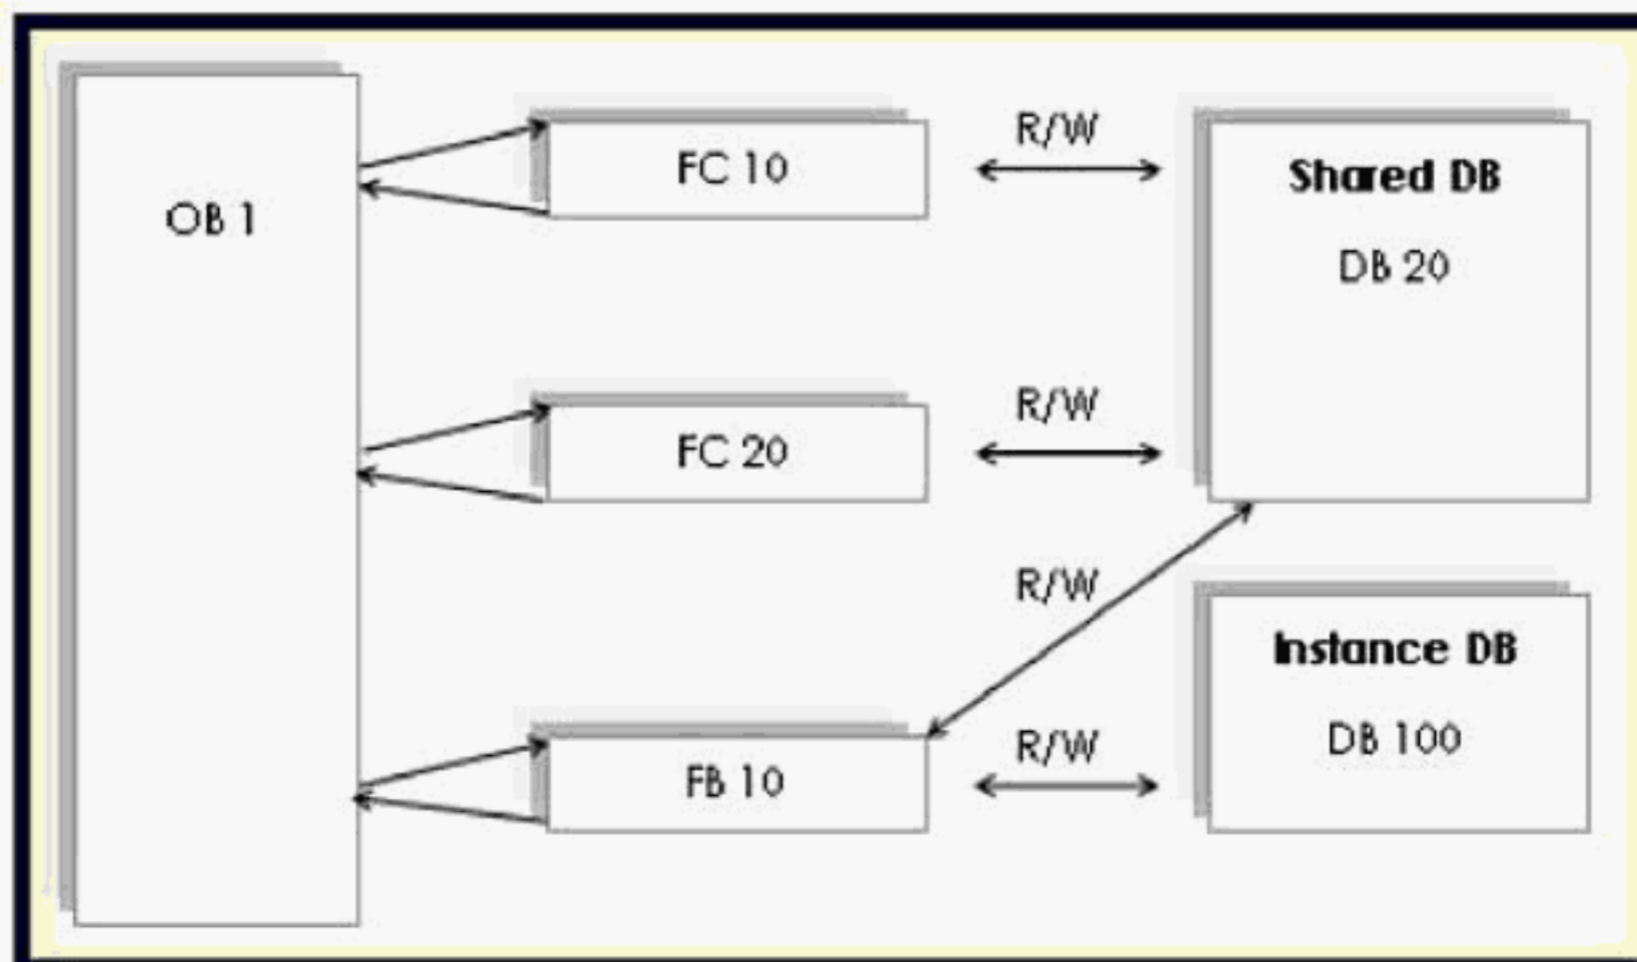 OB 1
FC 10
R/W
Shared DB
DB 20
FC 20
R/W
R/W
FB 10
R/W
Instance DB
DB 100